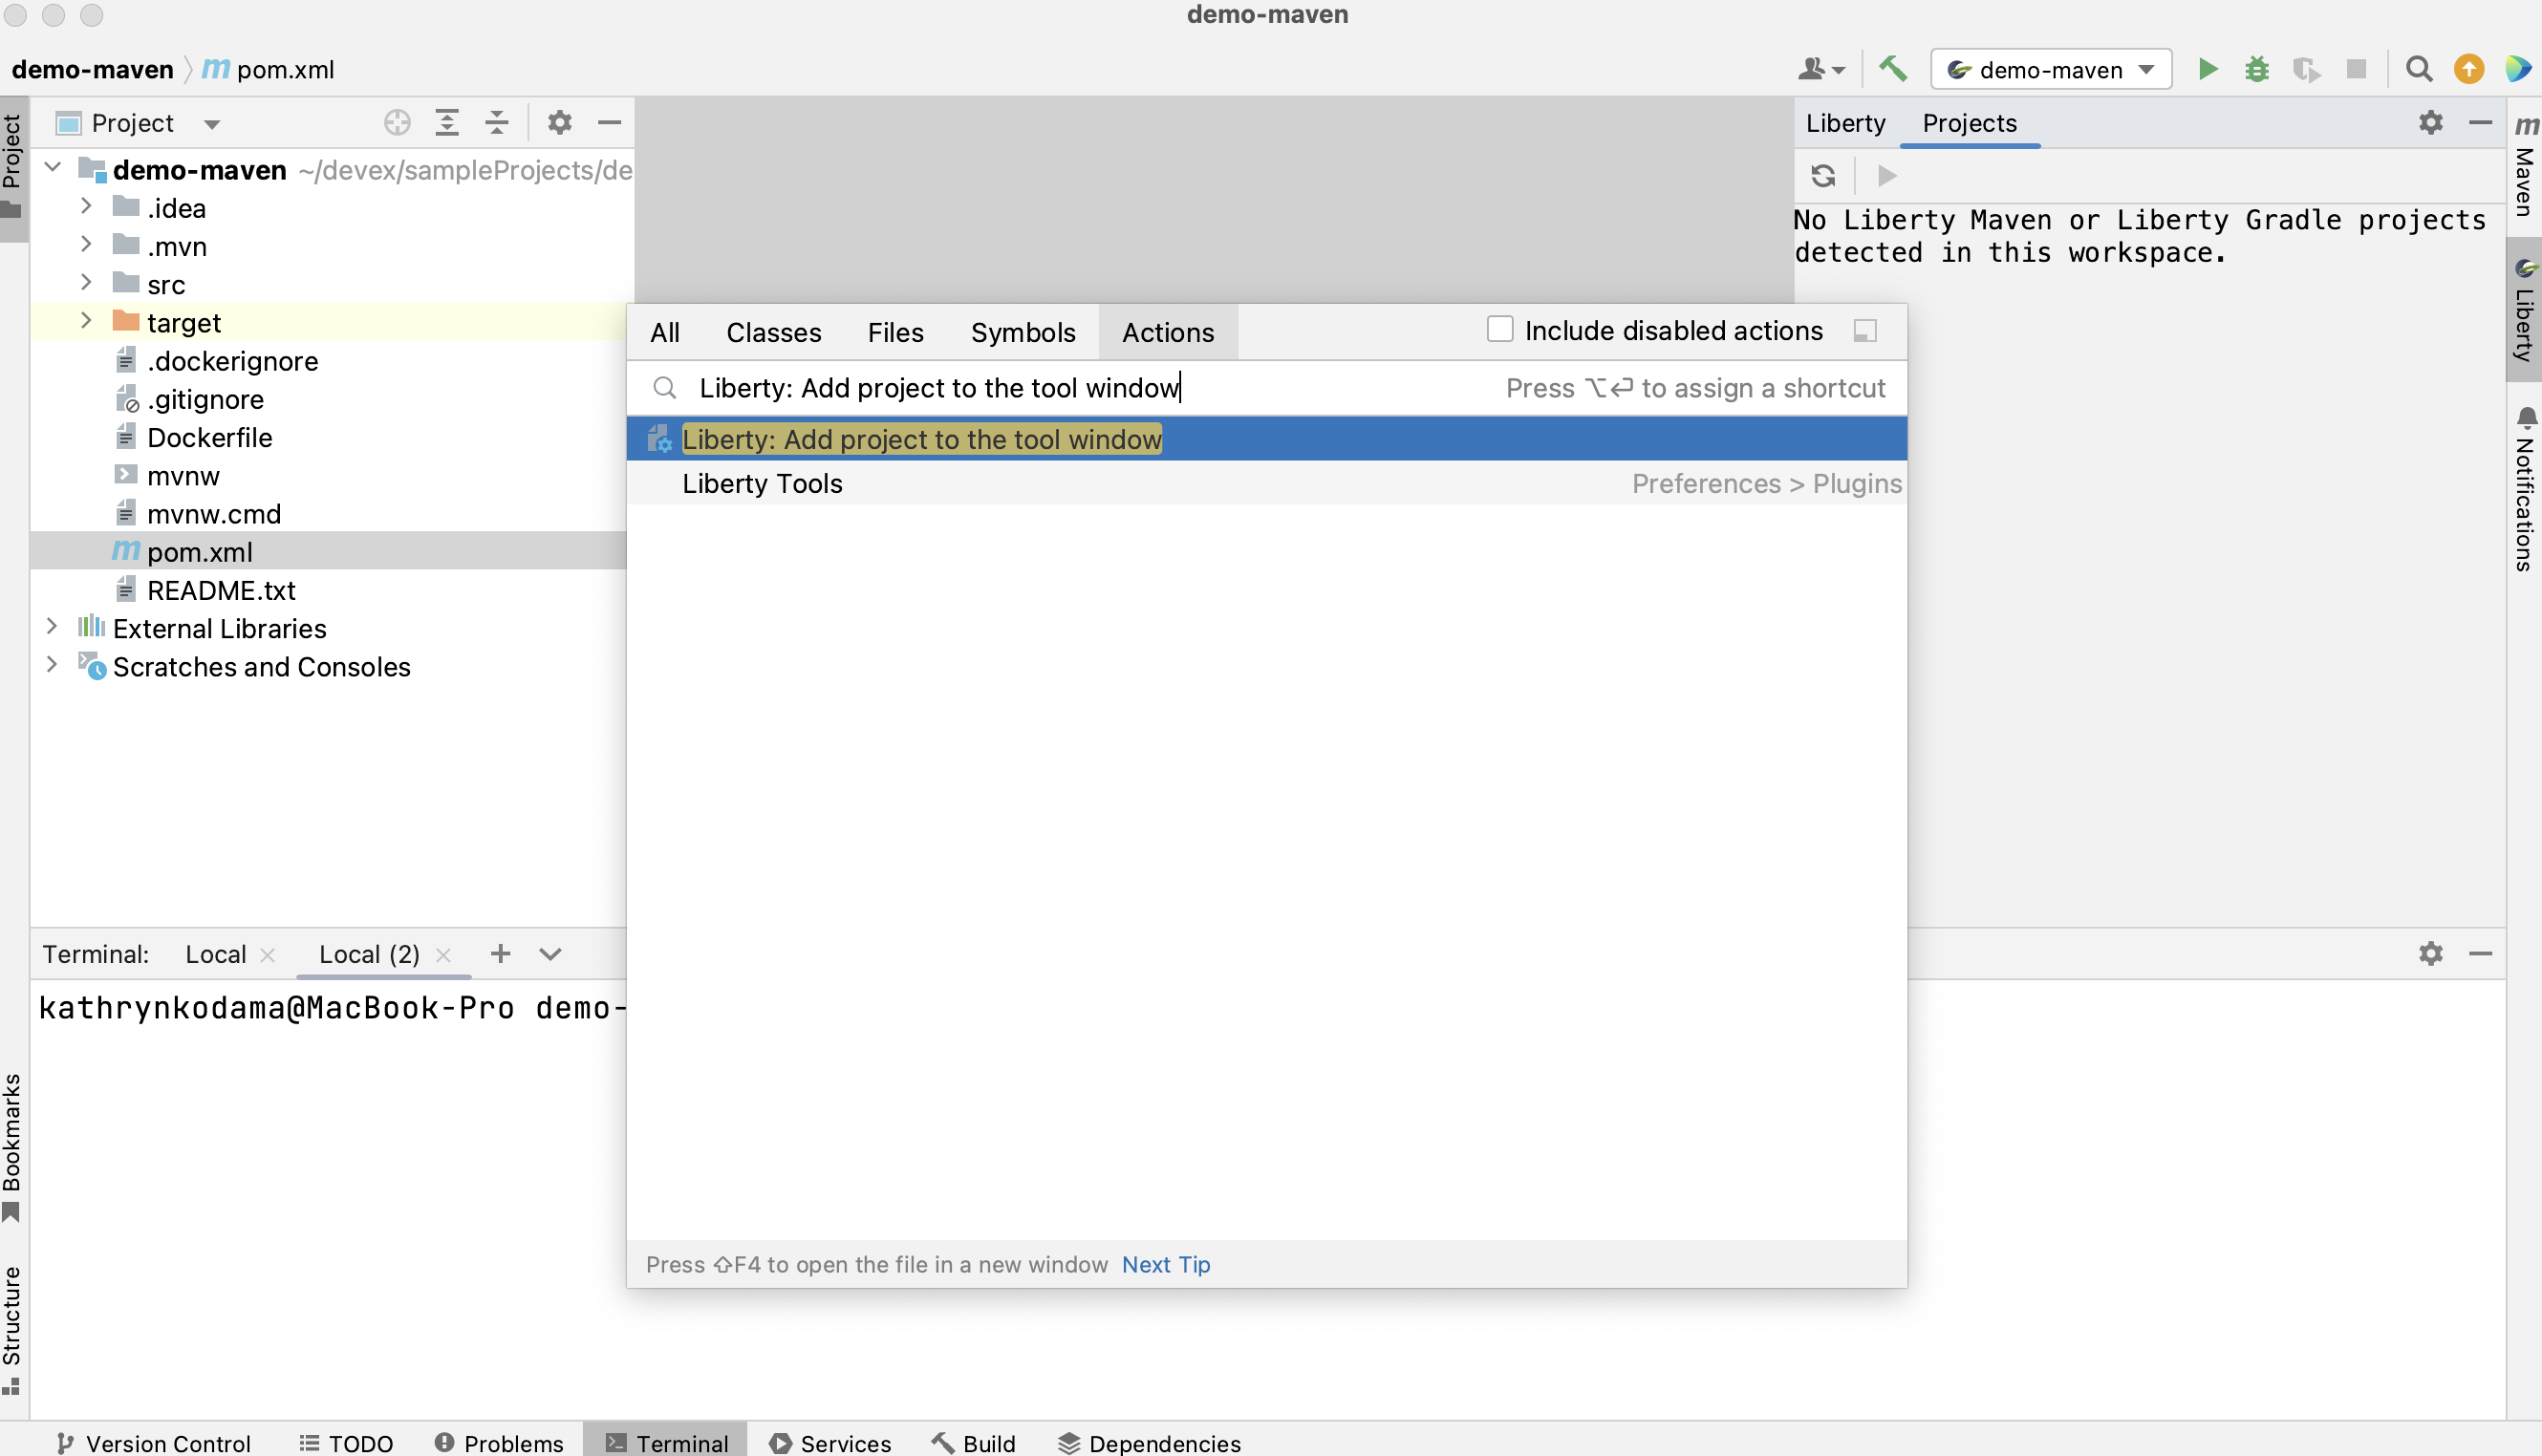 demo-maven
demo-maven
pom.xml
demo-maven
Project
Project
demo-maven ~/devex/sampleProjects/de
.idea
.mvn
src
target
.dockerignore
.gitignore
Dockerfile
mvnw
mvnw.cmd
pom.xml
README.txt
External Libraries
Scratches and Consoles
Liberty Projects
No Liberty Maven or Liberty Gradle projects
detected in this workspace.
Maven
Liberty
Notifications
All Classes Files Symbols Actions Include disabled actions
Liberty: Add project to the tool window Press ⌥⏎ to assign a shortcut
Liberty: Add project to the tool window
Liberty Tools Preferences > Plugins
Press ⇧F4 to open the file in a new window Next Tip
Terminal: Local Local (2)
kathrynkodama@MacBook-Pro demo-
Bookmarks
Structure
Version Control TODO Problems Terminal Services Build Dependencies